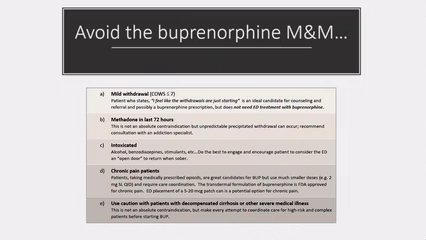 Avoid the buprenorphine M&M...
a) Mild withdrawal (COWS ≤ 7)
Patient who states, "I feel like the withdrawals are just starting" is an ideal candidate for counseling and
referral and possibly a buprenorphine prescription, but does not need ED treatment with buprenorphine.
b) Methadone in last 72 hours
This is not an absolute contraindication but unpredictable precipitated withdrawal can occur; recommend
consultation with an addiction specialist.
c) Intoxicated
Alcohol, benzodiazepines, stimulants, etc...Do the best to engage and encourage patient to consider the ED
an "open door" to return when sober.
d) Chronic pain patients
Patients, taking medically prescribed opioids, are great candidates for BUP but use much smaller doses (e.g. 2
mg SL QID) and require care coordination. The transdermal formulation of buprenorphine is FDA approved
for chronic pain. ED placement of a 5-20 mcg patch can is a potential option for chronic pain.
e) Use caution with patients with decompensated cirrhosis or other severe medical illness
This is not an absolute contraindication, but make every attempt to coordinate care for high-risk and complex
patients before starting BUP.